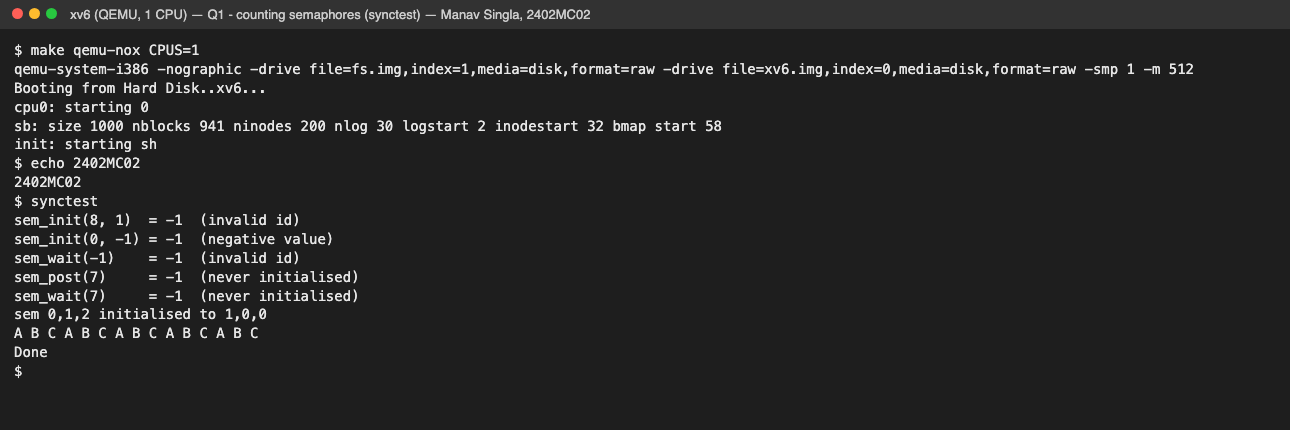 xv6 (QEMU, 1 CPU) — Q1 - counting semaphores (synctest) — Manav Singla, 2402MC02
$ make qemu-nox CPUS=1
qemu-system-i386 -nographic -drive file=fs.img,index=1,media=disk,format=raw -drive file=xv6.img,index=0,media=disk,format=raw -smp 1 -m 512
Booting from Hard Disk..xv6...
cpu0: starting 0
sb: size 1000 nblocks 941 ninodes 200 nlog 30 logstart 2 inodestart 32 bmap start 58
init: starting sh
$ echo 2402MC02
2402MC02
$ synctest
sem_init(8, 1)  = -1  (invalid id)
sem_init(0, -1) = -1  (negative value)
sem_wait(-1)    = -1  (invalid id)
sem_post(7)     = -1  (never initialised)
sem_wait(7)     = -1  (never initialised)
sem 0,1,2 initialised to 1,0,0
A B C A B C A B C A B C A B C
Done
$